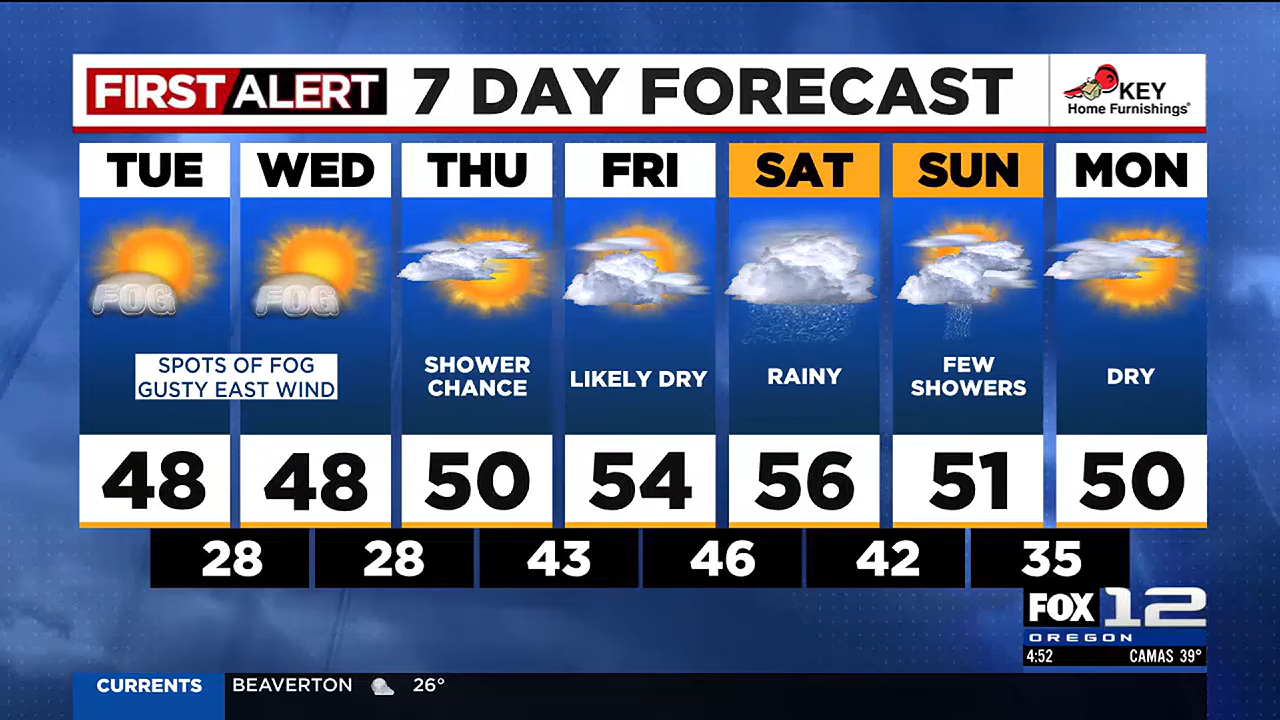 FIRST ALERT 7 DAY FORECAST
KEY
Home Furnishings®
TUE WED THU FRI SAT SUN MON
FOG FOG
SPOTS OF FOG
GUSTY EAST WIND
SHOWER
CHANCE
LIKELY DRY
RAINY
FEW
SHOWERS
DRY
48 48 50 54 56 51 50
28 28 43 46 42 35
FOX 12
OREGON
4:52 CAMAS 39°
CURRENTS BEAVERTON 26°